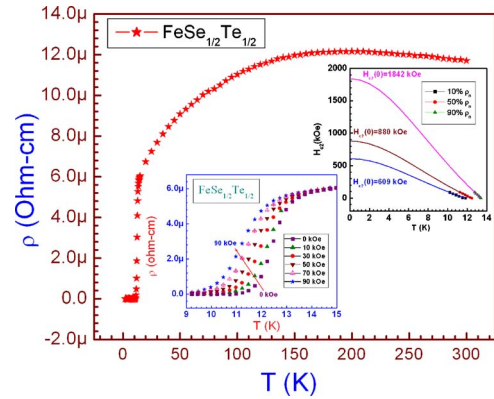 14.0μ
12.0μ
10.0μ
8.0μ
6.0μ
4.0μ
2.0μ
0.0
-2.0μ
ρ (Ohm-cm)
FeSe1/2Te1/2
0 50 100 150 200 250 300
T (K)
2000
1500
1000
500
0
Hc2(kOe)
Hc2(0)=1842 kOe
Hc2(0)=880 kOe
Hc2(0)=609 kOe
10% ρn
50% ρn
90% ρn
0 2 4 6 8 10 12 14 16
T (K)
6.0μ
4.0μ
2.0μ
0.0
ρ (ohm-cm)
FeSe1/2Te1/2
90 kOe
0 kOe
0 kOe
10 kOe
30 kOe
50 kOe
70 kOe
90 kOe
9 10 11 12 13 14 15
T (K)